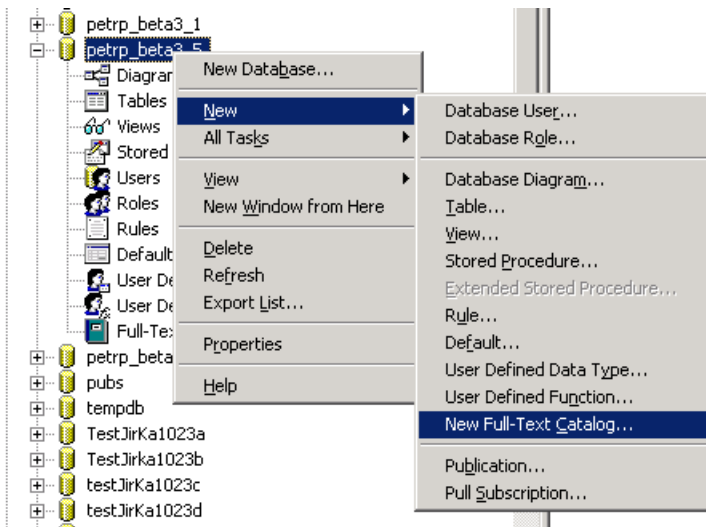 petrp_beta3_1
petrp_beta3_5
Diagra
Tables
Views
Stored
Users
Roles
Rules
Default
User De
User De
Full-Te
petrp_beta
pubs
tempdb
TestJirKa1023a
TestJirka1023b
testJirKa1023c
testJirKa1023d
New Database...
New
All Tasks
View
New Window from Here
Delete
Refresh
Export List...
Properties
Help
Database User...
Database Role...
Database Diagram...
Table...
View...
Stored Procedure...
Extended Stored Procedure...
Rule...
Default...
User Defined Data Type...
User Defined Function...
New Full-Text Catalog...
Publication...
Pull Subscription...